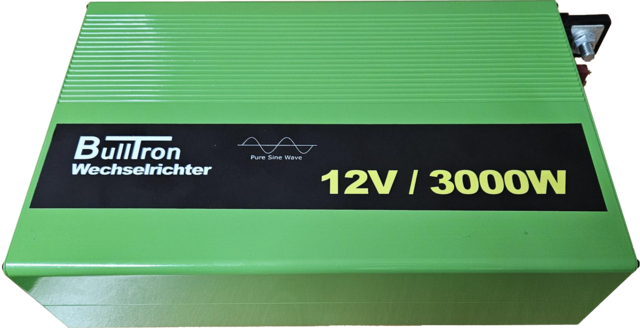 BullTron
Wechselrichter
Pure Sine Wave
12V / 3000W